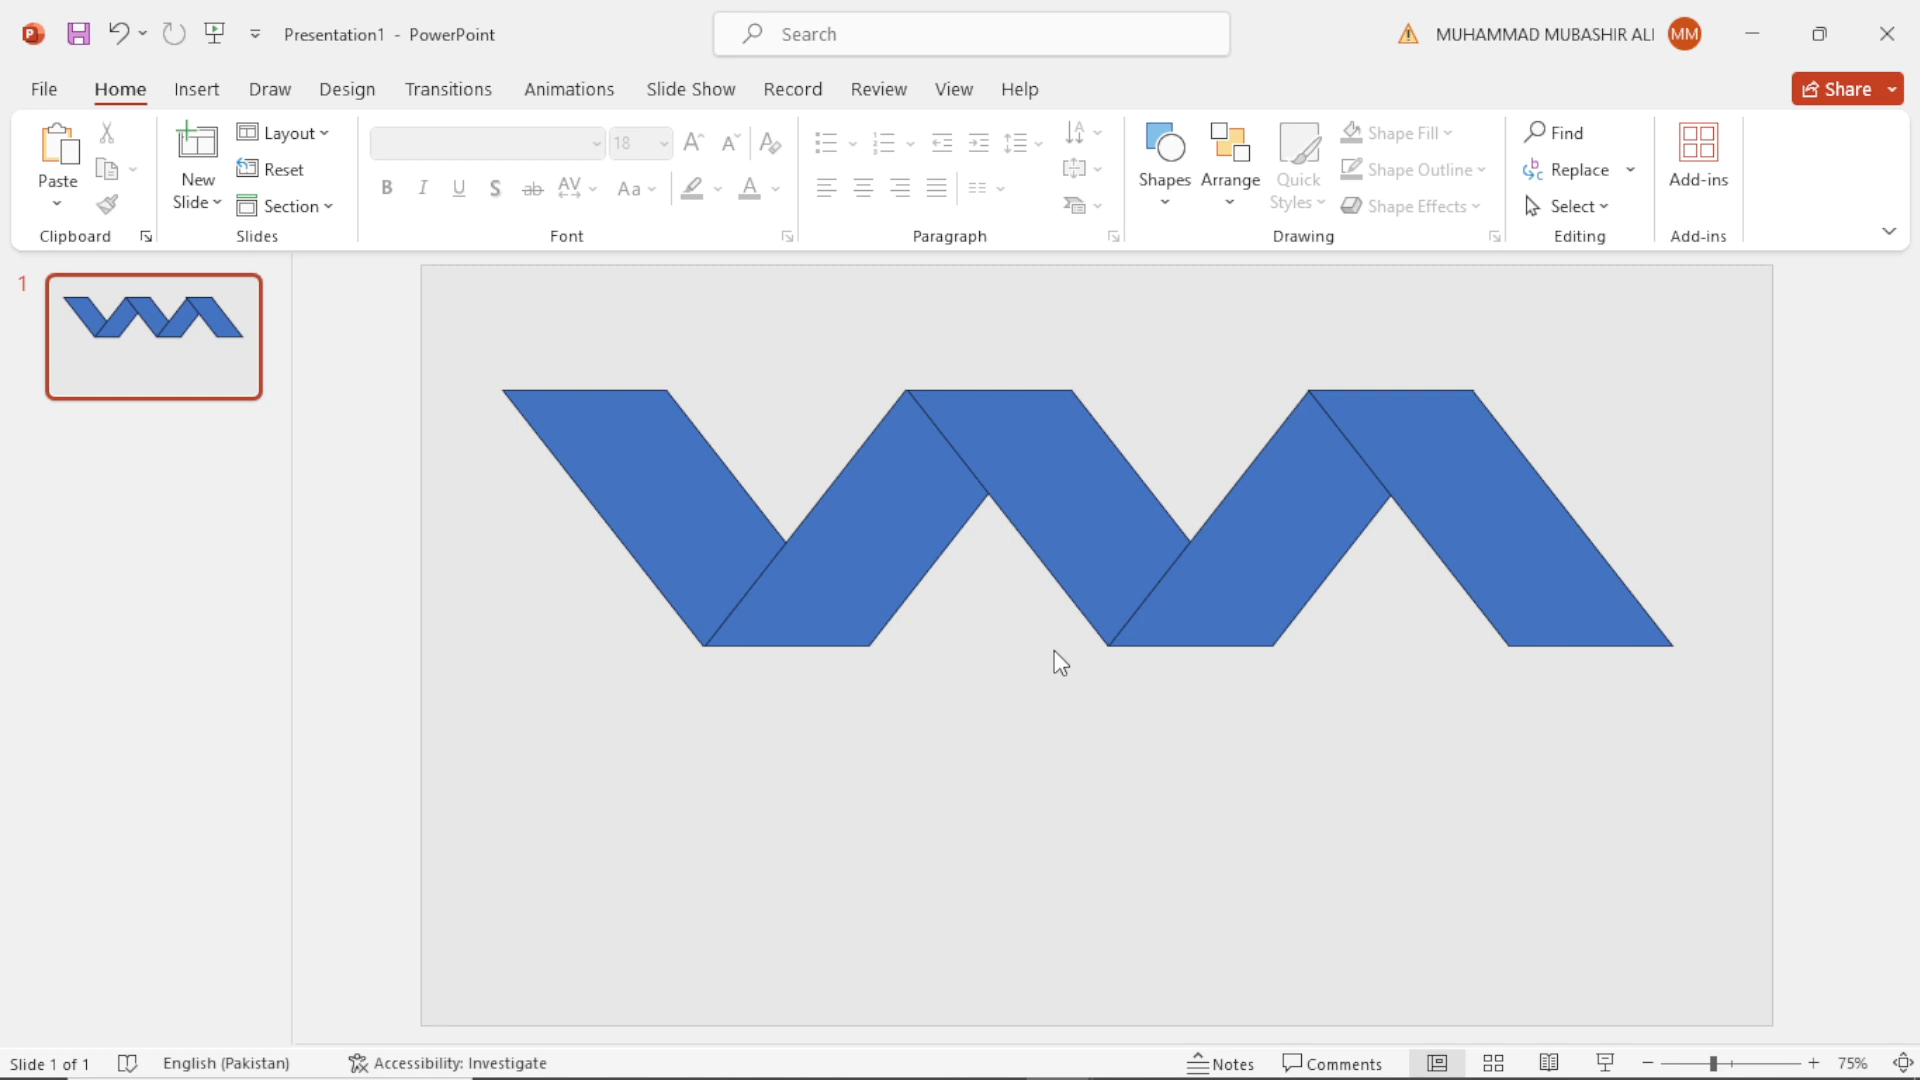 Presentation1 - PowerPoint
Search
MUHAMMAD MUBASHIR ALI MM
File Home Insert Draw Design Transitions Animations Slide Show Record Review View Help
Share
Paste
New Slide
Layout
Reset
Section
18
B I U S ab AV Aa A
Shapes
Arrange
Quick Styles
Shape Fill
Shape Outline
Shape Effects
Find
Replace
Select
Add-ins
Clipboard Slides Font Paragraph Drawing Editing Add-ins
1
Slide 1 of 1 English (Pakistan) Accessibility: Investigate Notes Comments 75%